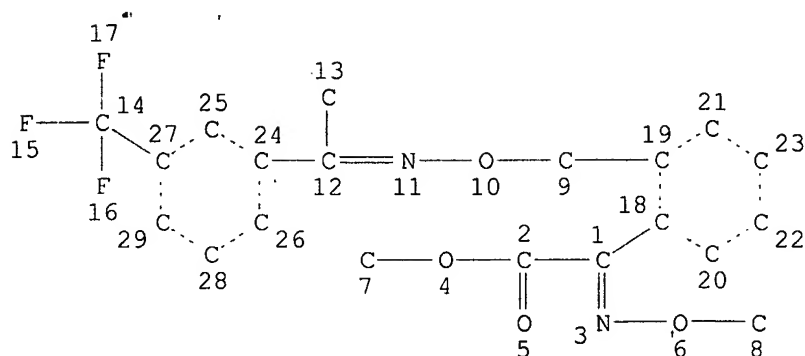 17
F 13 21
14 25 C C
F C 27 C 24 19 C 23
15 C C C N O C C C
12 11 10 9
F 18
16 C C 2 1 C C
29 C 26 C O C C C 22
28 7 4 20
O N O C
5 3 6 8